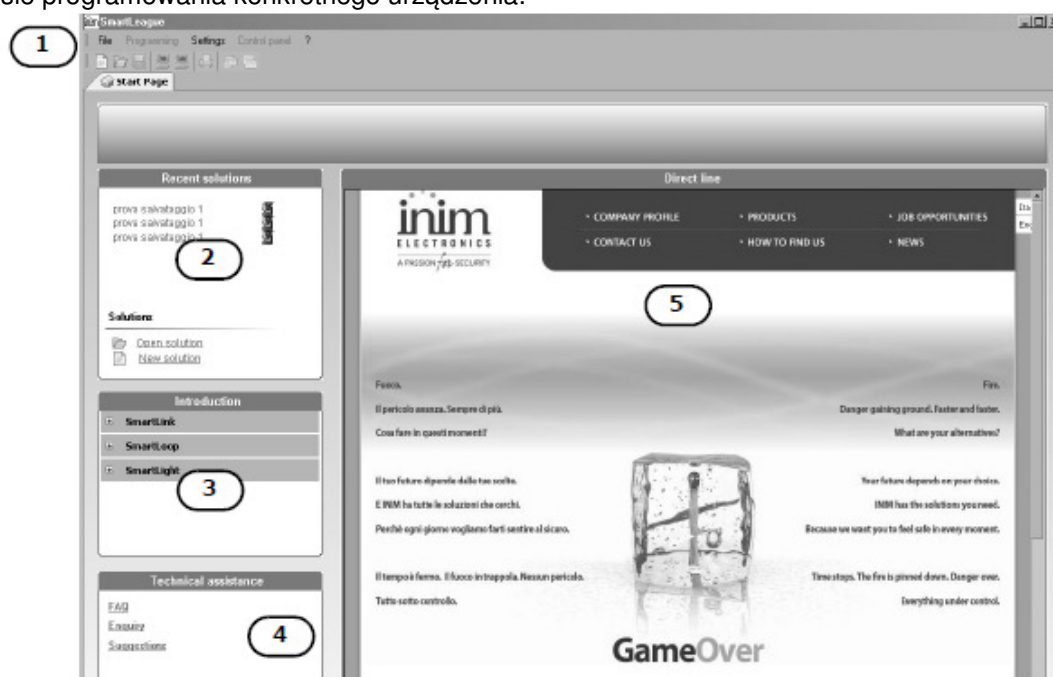 sie programowania konkretnego urządzenia.
SmartLeague
File Programming Settings Control panel ?
Start Page
1
Recent solutions
prova salvataggio 1
prova salvataggio 1
prova salvataggio 1
2
Solutions
Open solution
New solution
Introduction
SmartLink
SmartLoop
SmartLight
3
Technical assistance
FAQ
Enquiry
Suggestions
4
Direct line
inim
ELECTRONICS
A PASSION for SECURITY
• COMPANY PROFILE • PRODUCTS • JOB OPPORTUNITIES
• CONTACT US • HOW TO FIND US • NEWS
5
Fuoco. Fire.
Il pericolo avanza. Sempre di più. Danger gaining ground. Faster and faster.
Cosa fare in questi momenti? What are your alternatives?
Il tuo futuro dipende dalle tue scelte. Your future depends on your choice.
E INIM ha tutte le soluzioni che cerchi. INIM has the solutions you need.
Perchè ogni giorno vogliamo farti sentire al sicuro. Because we want you to feel safe in every moment.
Il tempo è fermo. Il fuoco in trappola. Nessun pericolo. Time stops. The fire is pinned down. Danger over.
Tutto sotto controllo. Everything under control.
GameOver